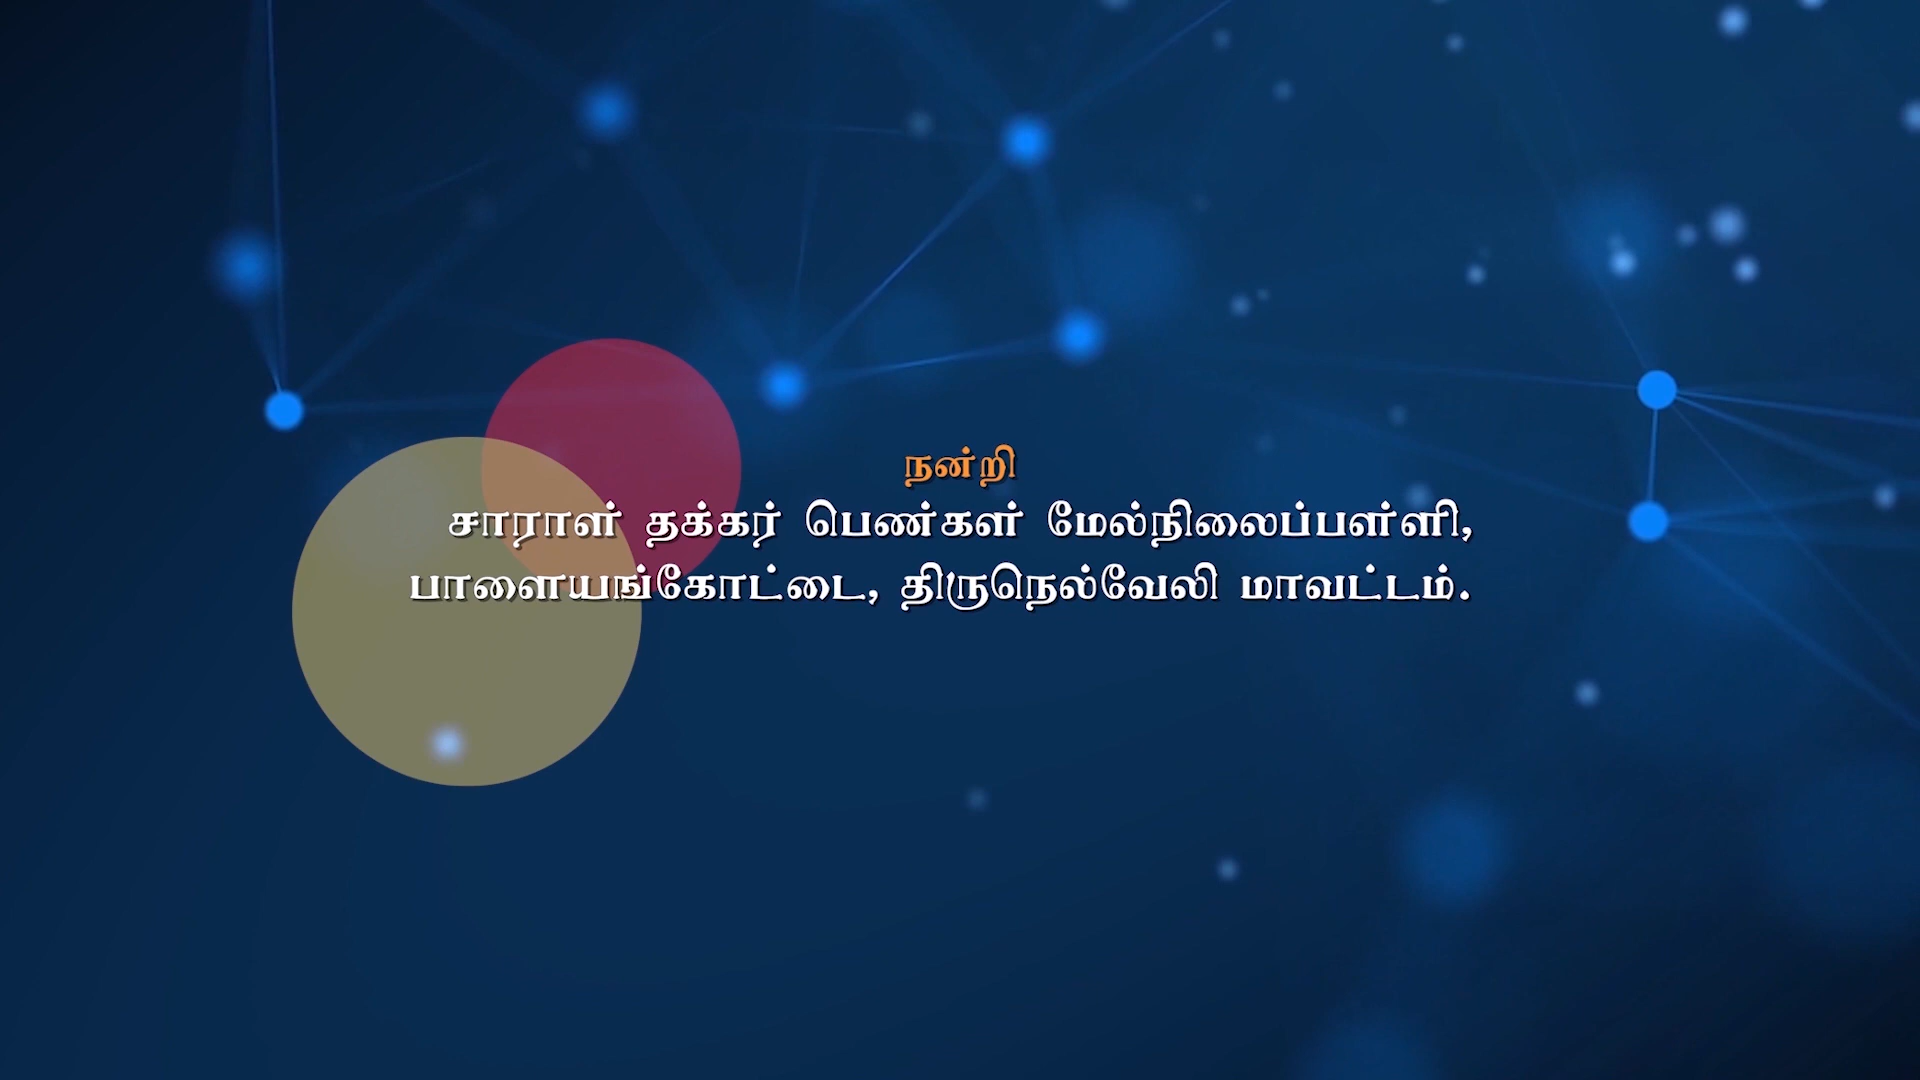 நன்றி
சாராள் தக்கர் பெண்கள் மேல்நிலைப்பள்ளி,
பாளையங்கோட்டை, திருநெல்வேலி மாவட்டம்.